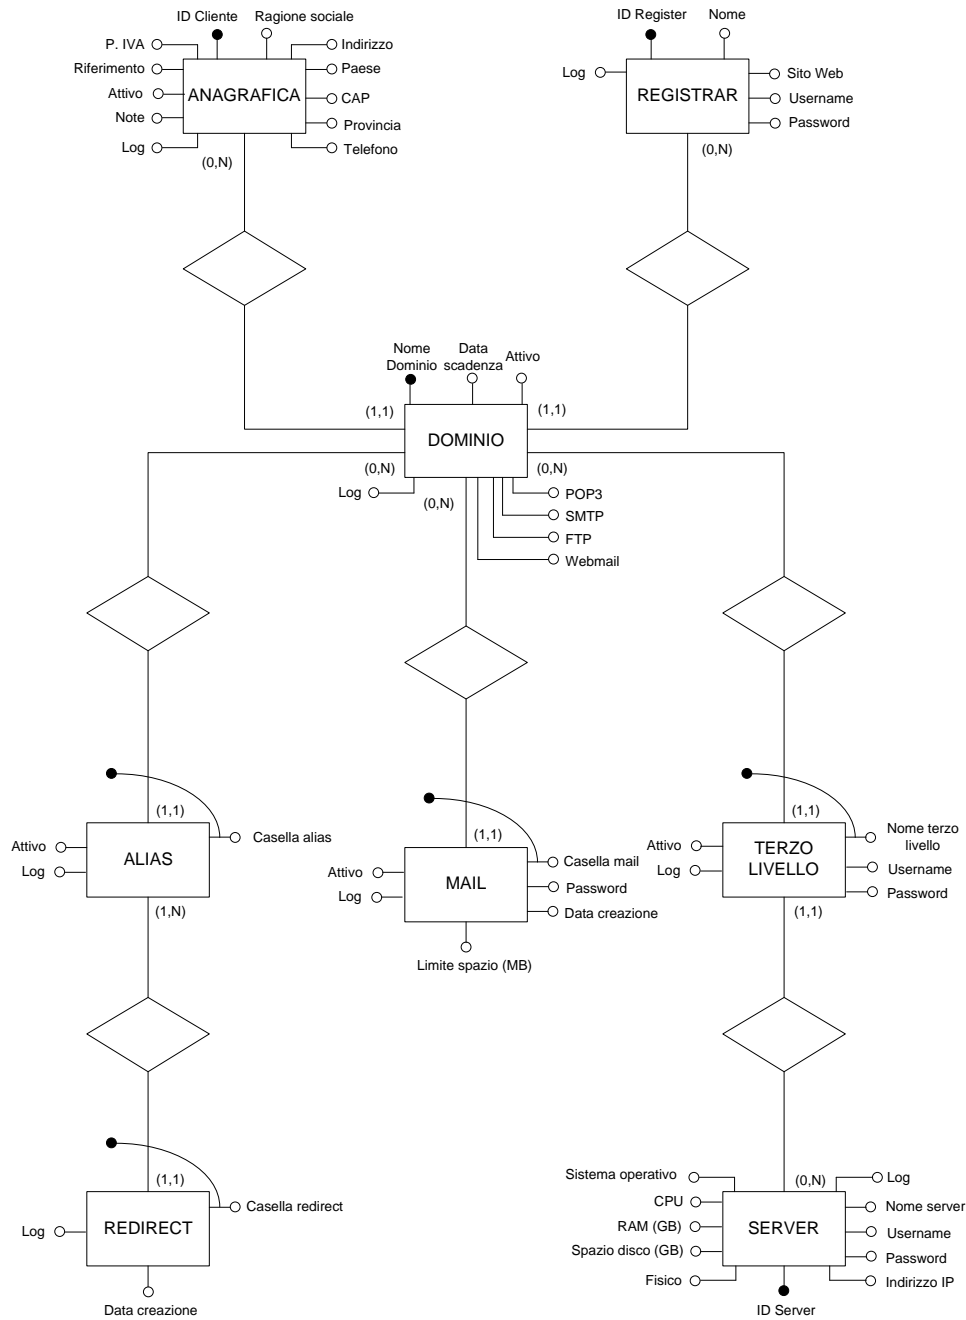 ID Cliente
Ragione sociale
P. IVA
Indirizzo
Riferimento
Paese
Attivo
ANAGRAFICA
CAP
Note
Provincia
Log
(0,N)
Telefono
ID Register
Nome
Log
Sito Web
REGISTRAR
Username
Password
(0,N)
Nome
Dominio
Data
scadenza
Attivo
(1,1)
(1,1)
DOMINIO
(0,N)
(0,N)
Log
(0,N)
POP3
SMTP
FTP
Webmail
(1,1)
Casella alias
Attivo
ALIAS
Log
(1,N)
(1,1)
Casella mail
Attivo
MAIL
Password
Log
Data creazione
Limite spazio (MB)
(1,1)
Nome terzo
livello
Attivo
TERZO
LIVELLO
Username
Log
Password
(1,1)
(1,1)
Casella redirect
REDIRECT
Log
Data creazione
Sistema operativo
(0,N)
Log
CPU
Nome server
RAM (GB)
SERVER
Username
Spazio disco (GB)
Password
Fisico
Indirizzo IP
ID Server